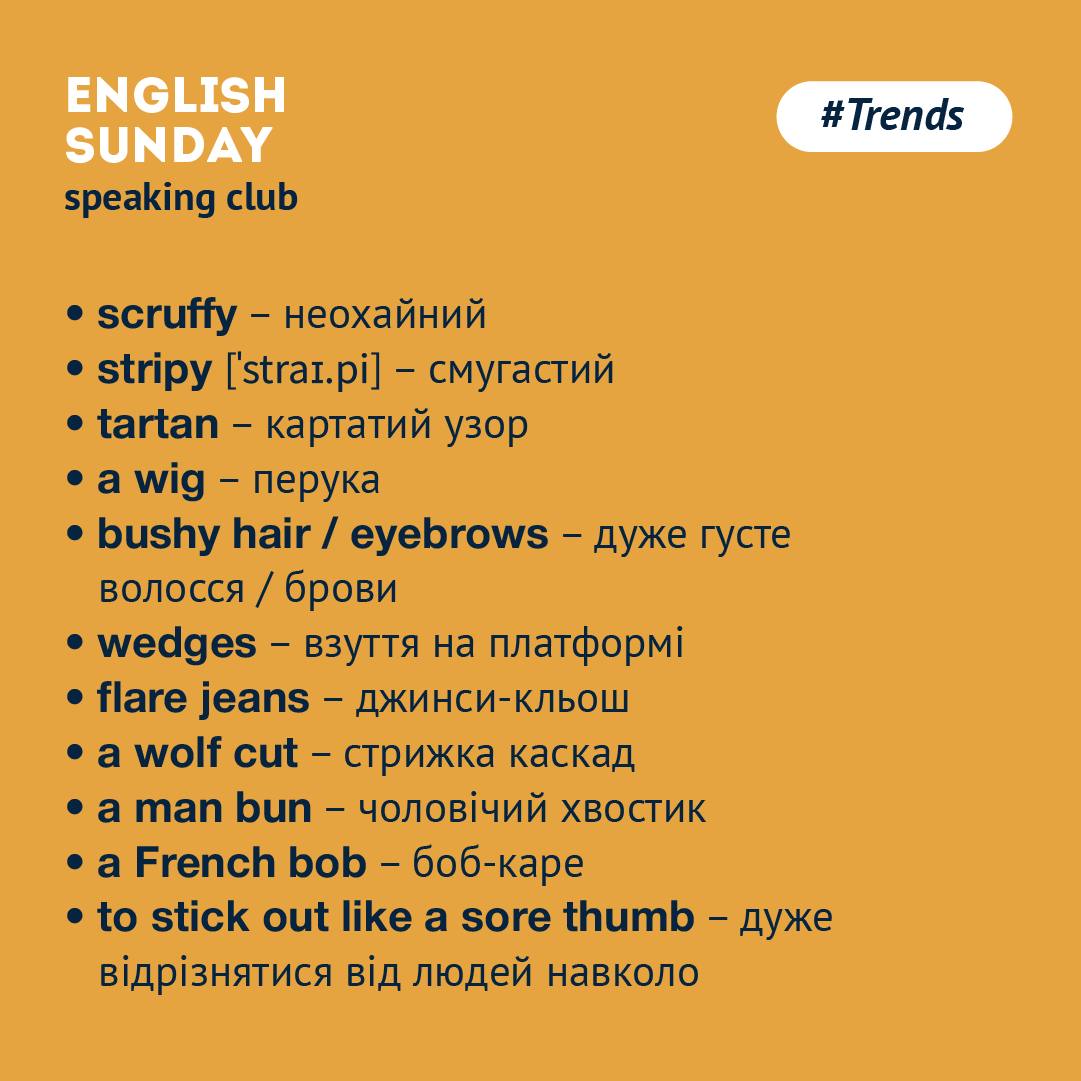 ENGLISH
SUNDAY
speaking club
#Trends
• scruffy – неохайний
• stripy [ˈstraɪ.pi] – смугастий
• tartan – картатий узор
• a wig – перука
• bushy hair / eyebrows – дуже густе
волосся / брови
• wedges – взуття на платформі
• flare jeans – джинси-кльош
• a wolf cut – стрижка каскад
• a man bun – чоловічий хвостик
• a French bob – боб-каре
• to stick out like a sore thumb – дуже
відрізнятися від людей навколо